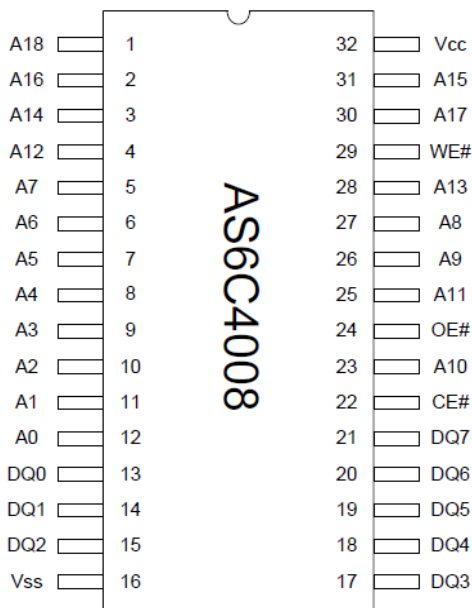 A18 1 32 Vcc
A16 2 31 A15
A14 3 30 A17
A12 4 29 WE#
A7 5 28 A13
A6 6 27 A8
A5 7 26 A9
A4 8 25 A11
A3 9 24 OE#
A2 10 23 A10
A1 11 22 CE#
A0 12 21 DQ7
DQ0 13 20 DQ6
DQ1 14 19 DQ5
DQ2 15 18 DQ4
Vss 16 17 DQ3
AS6C4008